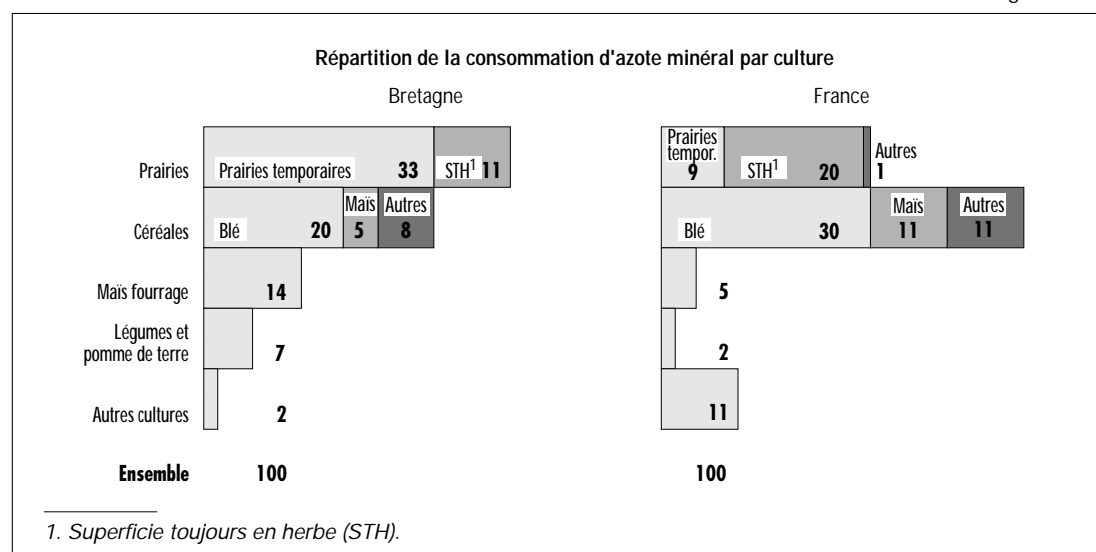 Répartition de la consommation d'azote minéral par culture
Bretagne
France
Prairies
Prairies temporaires 33
STH1 11
Prairies
tempor.
9
STH1 20
Autres
1
Céréales
Blé 20
Maïs
5
Autres
8
Blé 30
Maïs
11
Autres
11
Maïs fourrage
14
5
Légumes et
pomme de terre
7
2
Autres cultures
2
11
Ensemble 100 100
1. Superficie toujours en herbe (STH).